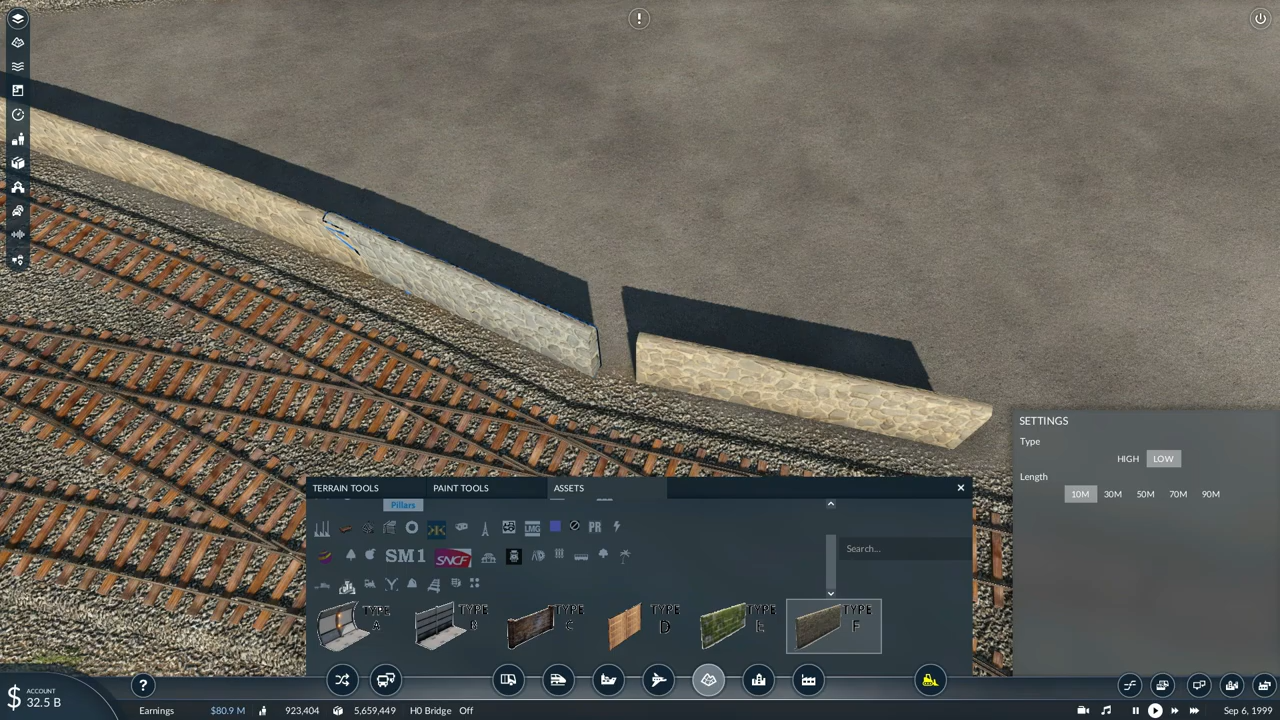 SETTINGS
Type
HIGH LOW
Length
10M 30M 50M 70M 90M
TERRAIN TOOLS PAINT TOOLS ASSETS
Pillars
LMG PR
SM1 SNCF
Search...
TYPE A TYPE B TYPE C TYPE D TYPE E TYPE F
ACCOUNT
$ 32.5 B
?
Earnings $80.9 M 923,404 5,659,449 H0 Bridge Off Sep 6, 1999